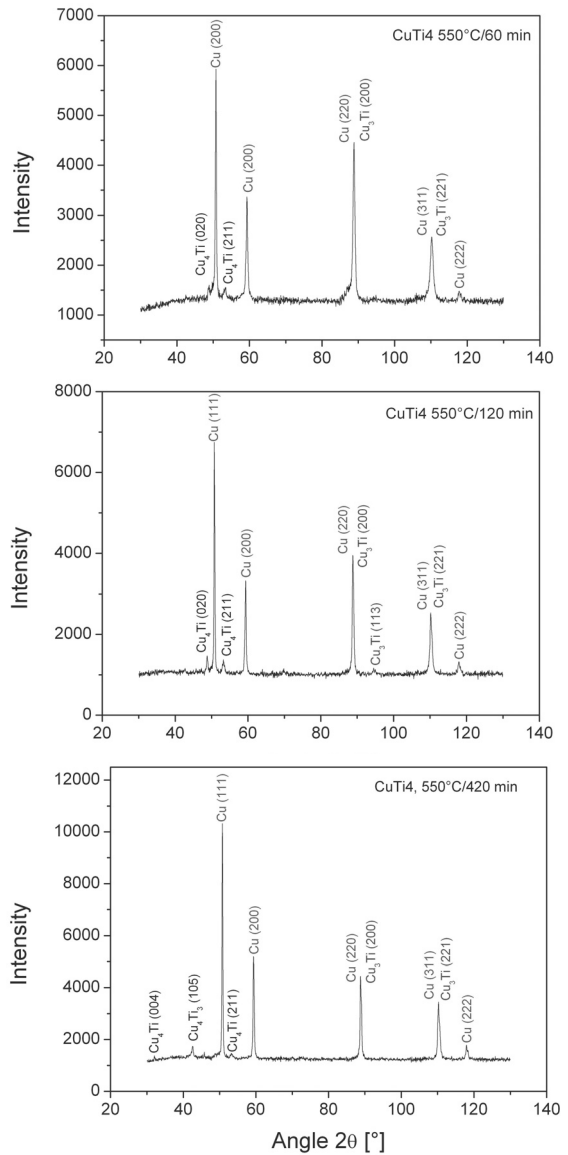 CuTi4 550°C/60 min
Intensity
7000
6000
5000
4000
3000
2000
1000
Cu₄Ti (020)
Cu (200)
Cu₄Ti (211)
Cu (200)
Cu (220)
Cu₃Ti (200)
Cu (311)
Cu₃Ti (221)
Cu (222)
20 40 60 80 100 120 140
CuTi4 550°C/120 min
Intensity
8000
6000
4000
2000
0
Cu₄Ti (020)
Cu (111)
Cu₄Ti (211)
Cu (200)
Cu (220)
Cu₃Ti (200)
Cu₃Ti (113)
Cu (311)
Cu₃Ti (221)
Cu (222)
20 40 60 80 100 120 140
CuTi4, 550°C/420 min
Intensity
12000
10000
8000
6000
4000
2000
0
Cu₄Ti (004)
Cu₄Ti₃ (105)
Cu (111)
Cu₄Ti (211)
Cu (200)
Cu (220)
Cu₃Ti (200)
Cu (311)
Cu₃Ti (221)
Cu (222)
20 40 60 80 100 120 140
Angle 2θ [°]